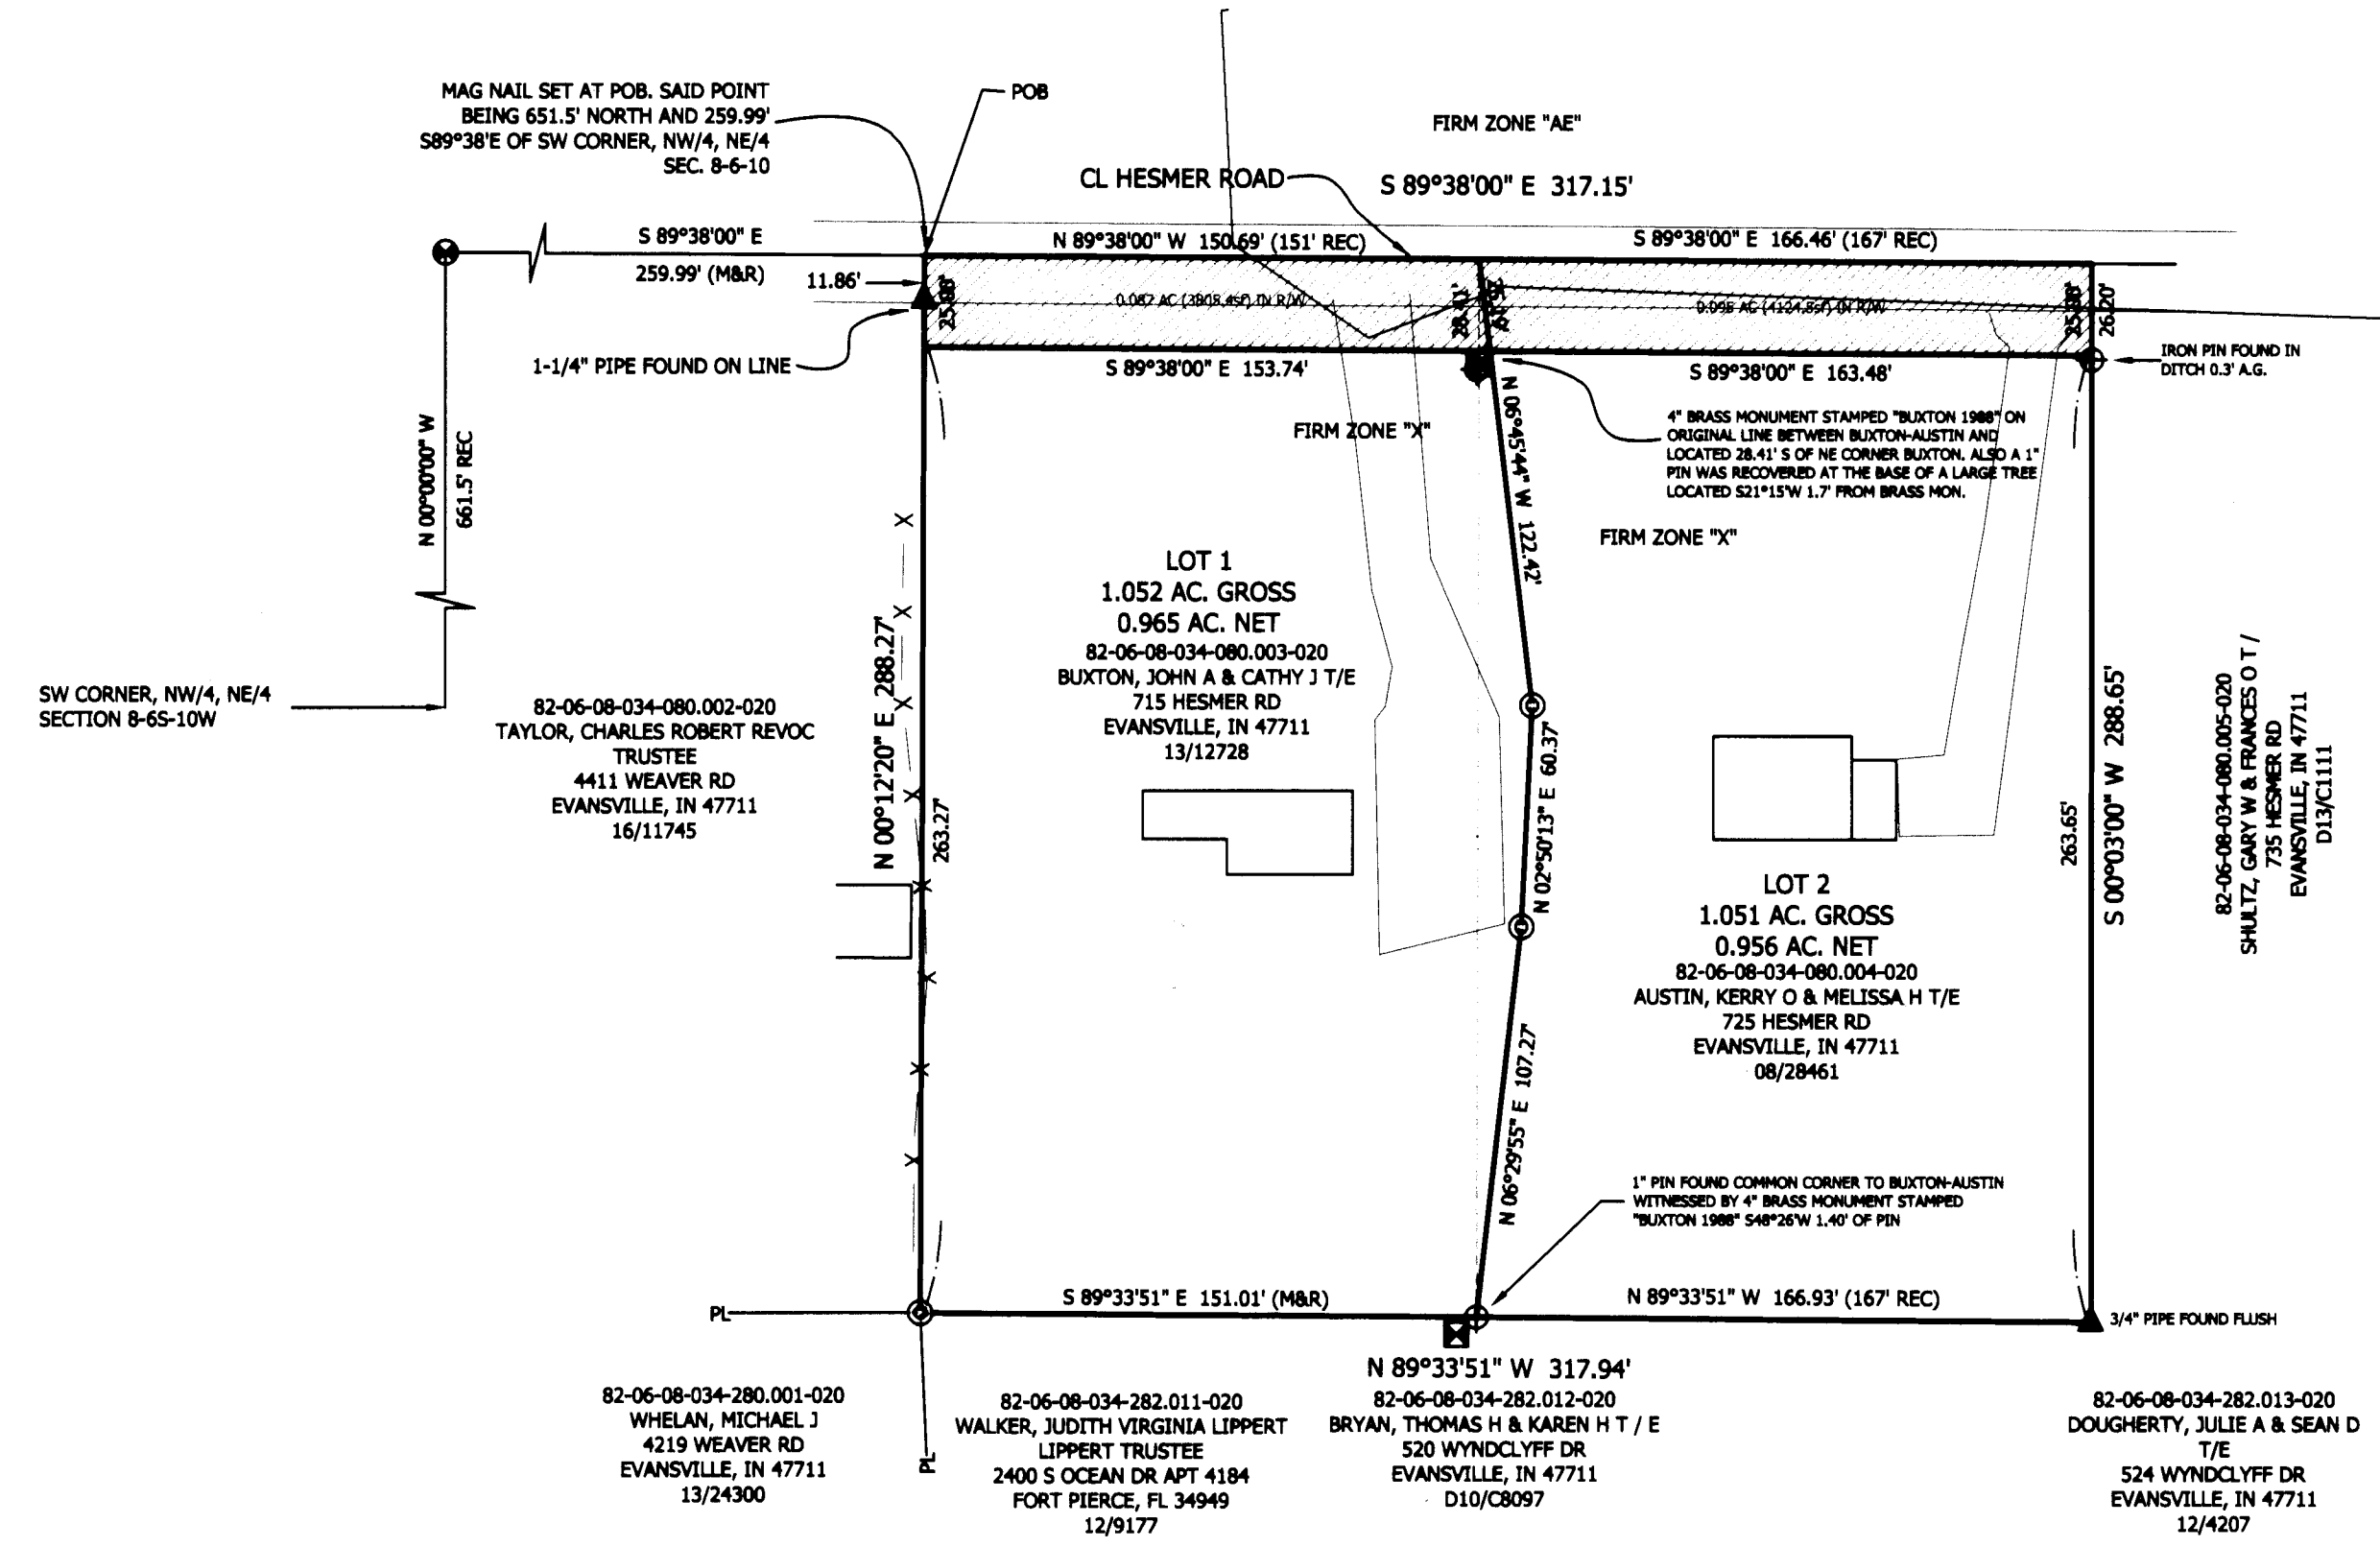 MAG NAIL SET AT POB. SAID POINT
BEING 651.5' NORTH AND 259.99'
S89°38'E OF SW CORNER, NW/4, NE/4
SEC. 8-6-10
POB
FIRM ZONE "AE"
CL HESMER ROAD
S 89°38'00" E 317.15'
S 89°38'00" E
259.99' (M&R)
N 89°38'00" W 150.69' (151' REC)
S 89°38'00" E 166.46' (167' REC)
11.86'
0.087 AC (3808.4sf) IN R/W
28.41'
0.095 AC (4124.8sf) IN R/W
26.20'
1-1/4" PIPE FOUND ON LINE
S 89°38'00" E 153.74'
S 89°38'00" E 163.48'
IRON PIN FOUND IN
DITCH 0.3' A.G.
N 00°00'00" W
661.5' REC
FIRM ZONE "X"
N 06°45'44" W 122.42'
4" BRASS MONUMENT STAMPED "BUXTON 1988" ON
ORIGINAL LINE BETWEEN BUXTON-AUSTIN AND
LOCATED 28.41' S OF NE CORNER BUXTON. ALSO A 1"
PIN WAS RECOVERED AT THE BASE OF A LARGE TREE
LOCATED S21°15'W 1.7' FROM BRASS MON.
FIRM ZONE "X"
LOT 1
1.052 AC. GROSS
0.965 AC. NET
82-06-08-034-080.003-020
BUXTON, JOHN A & CATHY J T/E
715 HESMER RD
EVANSVILLE, IN 47711
13/12728
SW CORNER, NW/4, NE/4
SECTION 8-6S-10W
82-06-08-034-080.002-020
TAYLOR, CHARLES ROBERT REVOC
TRUSTEE
4411 WEAVER RD
EVANSVILLE, IN 47711
16/11745
N 00°12'20" E 288.27'
263.27'
N 02°50'13" E 60.37'
263.65'
S 00°03'00" W 288.65'
82-06-08-034-080.005-020
SHULTZ, GARY W & FRANCES O T /
735 HESMER RD
EVANSVILLE, IN 47711
D13/C1111
LOT 2
1.051 AC. GROSS
0.956 AC. NET
82-06-08-034-080.004-020
AUSTIN, KERRY O & MELISSA H T/E
725 HESMER RD
EVANSVILLE, IN 47711
08/28461
N 06°29'55" E 107.27'
1" PIN FOUND COMMON CORNER TO BUXTON-AUSTIN
WITNESSED BY 4" BRASS MONUMENT STAMPED
"BUXTON 1988" S48°26'W 1.40' OF PIN
PL
S 89°33'51" E 151.01' (M&R)
N 89°33'51" W 166.93' (167' REC)
3/4" PIPE FOUND FLUSH
N 89°33'51" W 317.94'
PL
82-06-08-034-280.001-020
WHELAN, MICHAEL J
4219 WEAVER RD
EVANSVILLE, IN 47711
13/24300
82-06-08-034-282.011-020
WALKER, JUDITH VIRGINIA LIPPERT
LIPPERT TRUSTEE
2400 S OCEAN DR APT 4184
FORT PIERCE, FL 34949
12/9177
82-06-08-034-282.012-020
BRYAN, THOMAS H & KAREN H T / E
520 WYNDCLYFF DR
EVANSVILLE, IN 47711
D10/C8097
82-06-08-034-282.013-020
DOUGHERTY, JULIE A & SEAN D
T/E
524 WYNDCLYFF DR
EVANSVILLE, IN 47711
12/4207